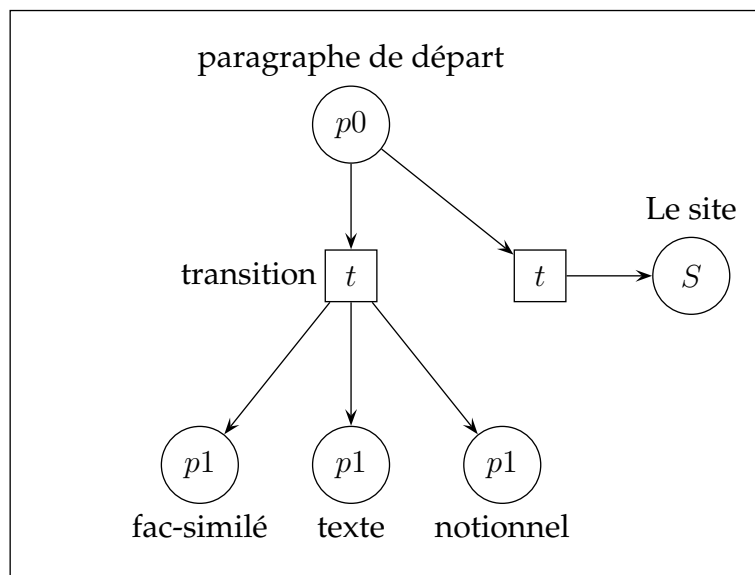 paragraphe de départ
p0
Le site
transition t
t
S
p1
p1
p1
fac-similé
texte
notionnel